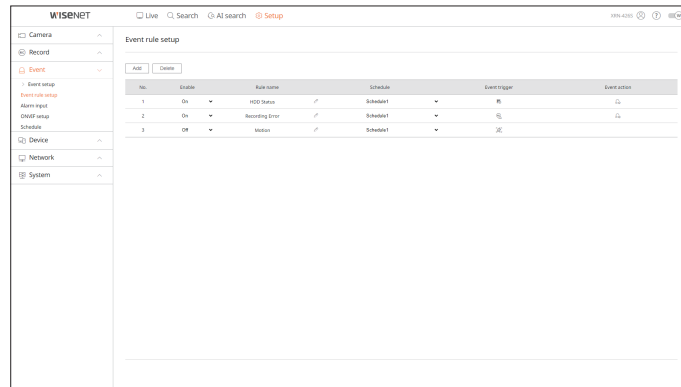 WISENET
Live Search AI search Setup
XRN-426S
Camera
Record
Event
Event setup
Event rule setup
Alarm input
ONVIF setup
Schedule
Device
Network
System
Event rule setup
Add Delete
No. Enable Rule name Schedule Event trigger Event action
1 On HDD Status Schedule1
2 On Recording Error Schedule1
3 Off Motion Schedule1